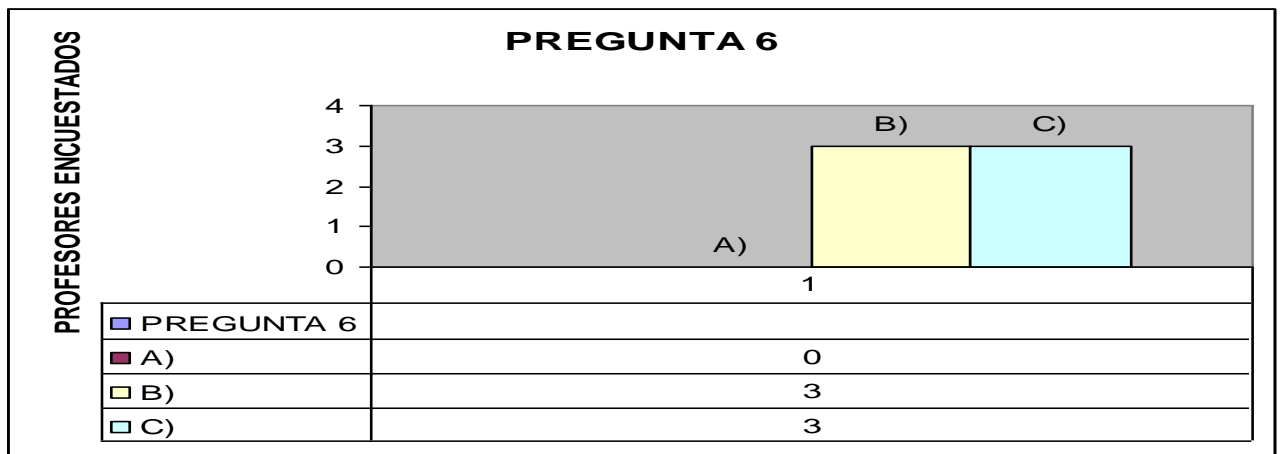 PREGUNTA 6
PROFESORES ENCUESTADOS
4
3
2
1
0
B) C)
A)
1
PREGUNTA 6
A) 0
B) 3
C) 3